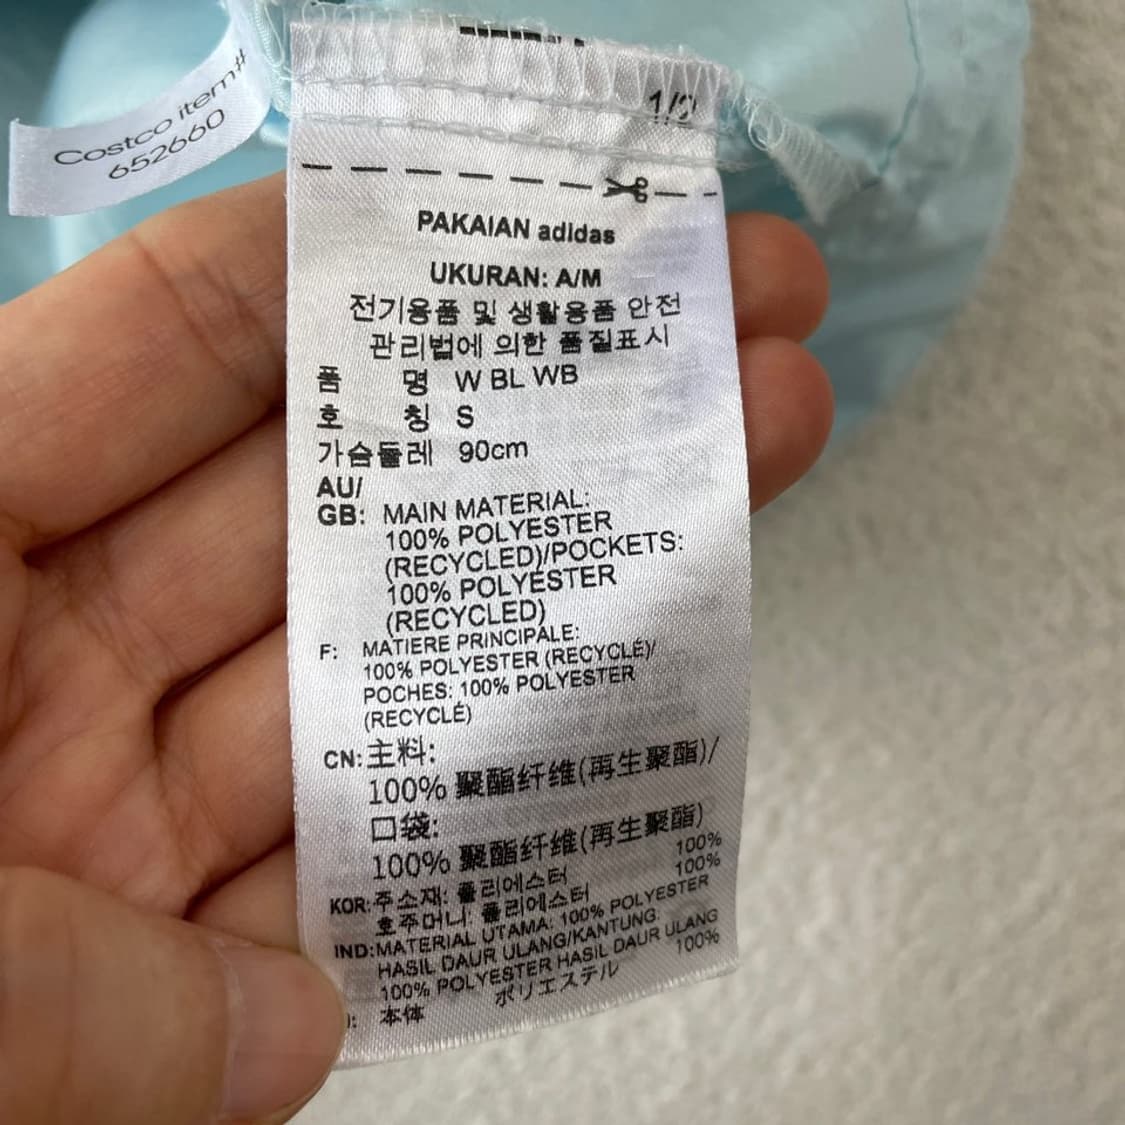 Costco item#
652660
PAKAIAN adidas
UKURAN: A/M
전기용품 및 생활용품 안전
관리법에 의한 품질표시
품 명 W BL WB
호 칭 S
가슴둘레 90cm
AU/
GB: MAIN MATERIAL:
100% POLYESTER
(RECYCLED)/POCKETS:
100% POLYESTER
(RECYCLED)
F: MATIERE PRINCIPALE:
100% POLYESTER (RECYCLÉ)/
POCHES: 100% POLYESTER
(RECYCLÉ)
CN: 主料:
100% 聚酯纤维(再生聚酯)/
口袋:
100% 聚酯纤维(再生聚酯)
KOR: 주소재: 폴리에스터 100%
호주머니: 폴리에스터 100%
IND: MATERIAL UTAMA: 100% POLYESTER
HASIL DAUR ULANG/KANTUNG:
100% POLYESTER HASIL DAUR ULANG
本体 ポリエステル 100%